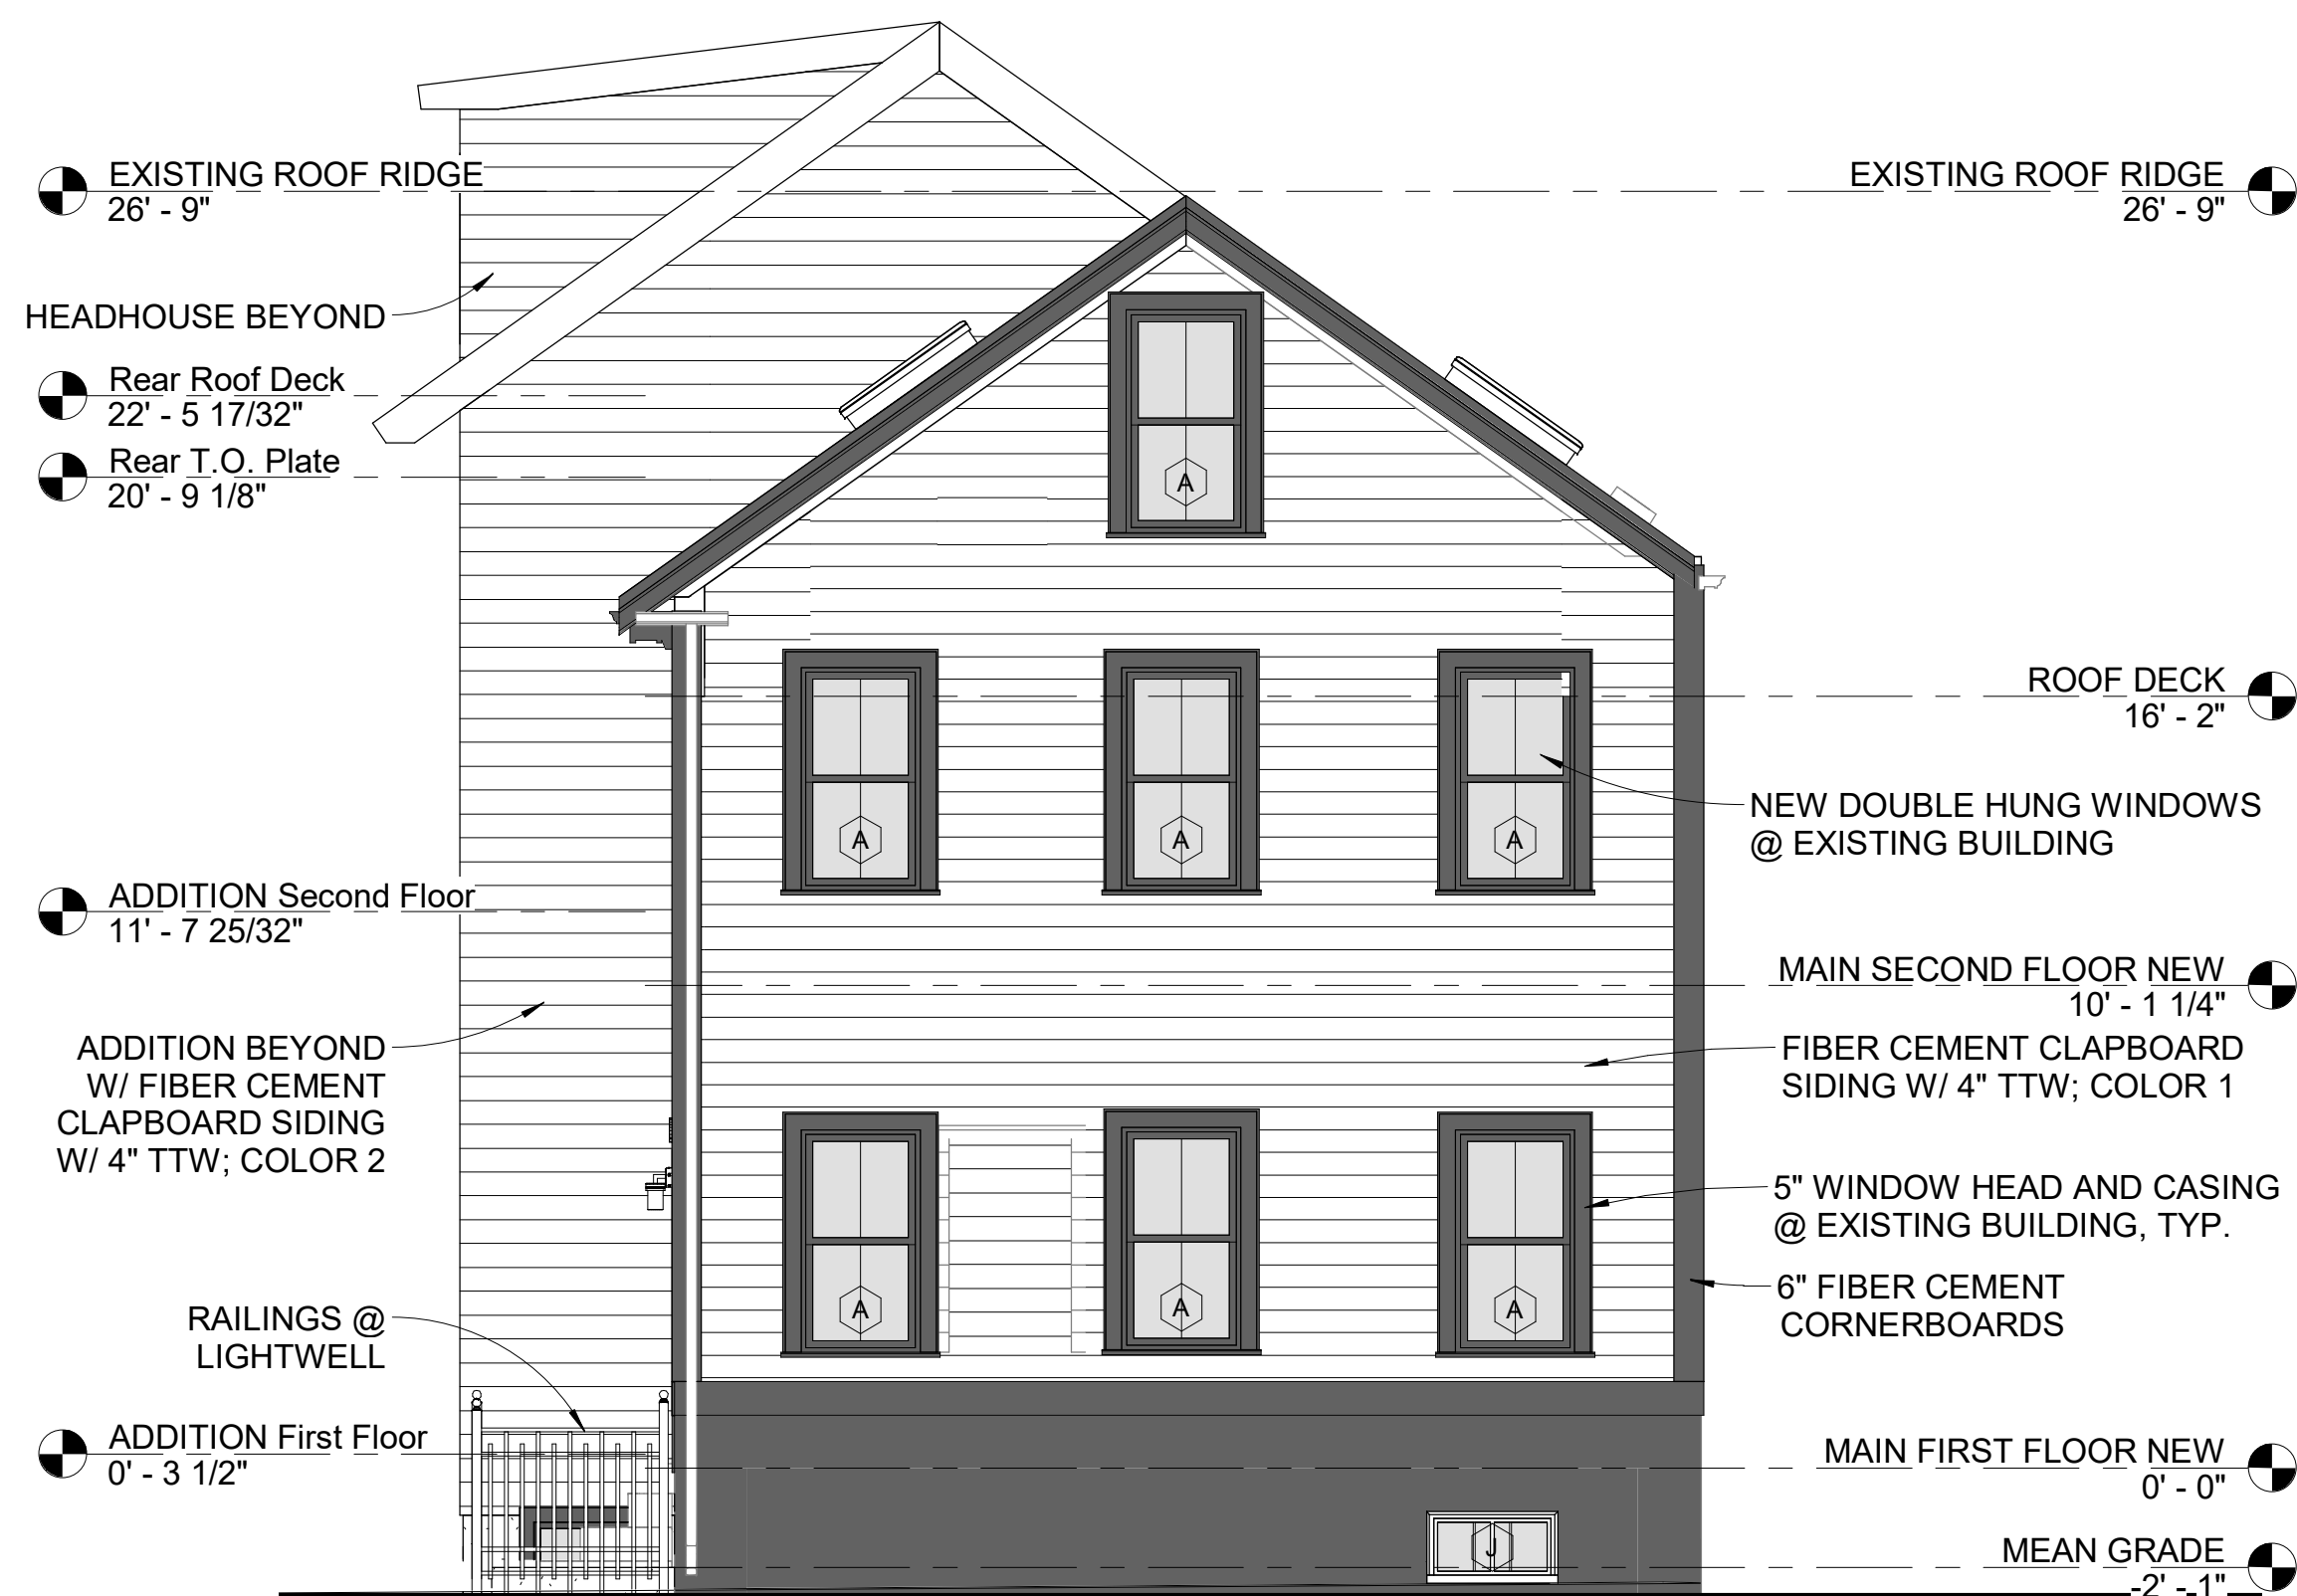 EXISTING ROOF RIDGE
26' - 9"
HEADHOUSE BEYOND
Rear Roof Deck
22' - 5 17/32"
Rear T.O. Plate
20' - 9 1/8"
ADDITION Second Floor
11' - 7 25/32"
ADDITION BEYOND
W/ FIBER CEMENT
CLAPBOARD SIDING
W/ 4" TTW; COLOR 2
RAILINGS @
LIGHTWELL
ADDITION First Floor
0' - 3 1/2"
A
A
A
A
A
A
A
J
EXISTING ROOF RIDGE
26' - 9"
ROOF DECK
16' - 2"
NEW DOUBLE HUNG WINDOWS
@ EXISTING BUILDING
MAIN SECOND FLOOR NEW
10' - 1 1/4"
FIBER CEMENT CLAPBOARD
SIDING W/ 4" TTW; COLOR 1
5" WINDOW HEAD AND CASING
@ EXISTING BUILDING, TYP.
6" FIBER CEMENT
CORNERBOARDS
MAIN FIRST FLOOR NEW
0' - 0"
MEAN GRADE
-2' - 1"